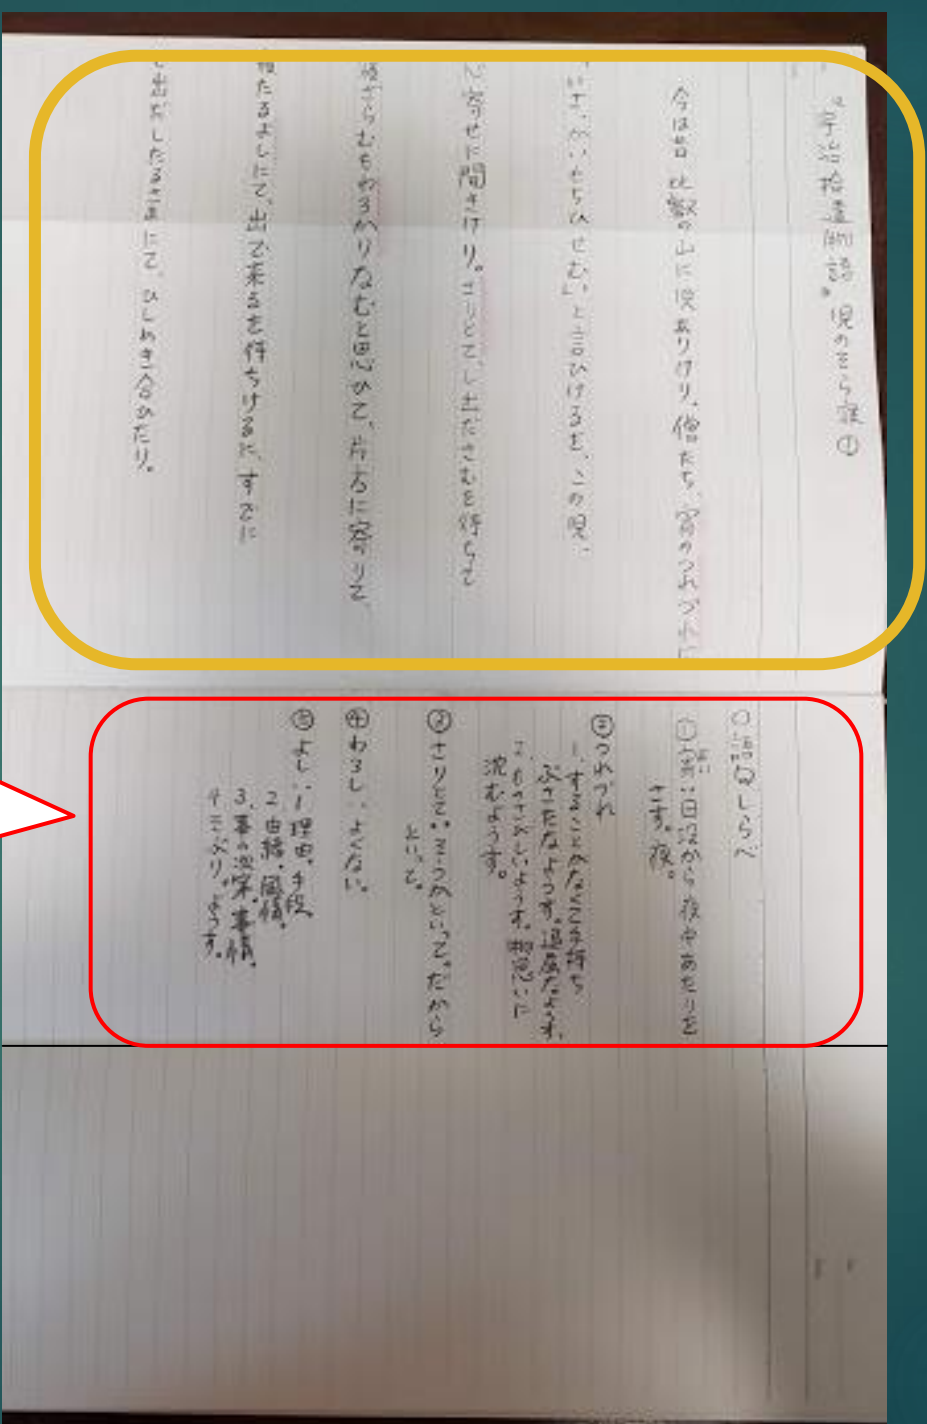 『宇治拾遺物語』児のそら寝①
今は昔、比叡の山に児ありけり。僧たち、宵のつれづれに
いざ、かいもちひせむ」と言ひけるを、この児、
て寄せに聞きけり。さりとて、し出ださむを待ちて
寝ざらむもわろかりなむと思ひて、片方に寄りて、
寝たるよしにて、出で来るを待ちけるに、すでに
し出だしたるさまにて、ひしめき合ひたり。
○語句しらべ
①宵‥日没から夜中あたりを
さす。夜。
②つれづれ
1、することがなくて手持ち
ぶさたなようす。退屈なようす。
2、ものさびしいようす。物思いに
沈むようす。
③さりとて‥そうかといって。だから
といって。
④わろし‥よくない。
⑤よし‥1 理由。手段。
2 由緒。風情。
3、事の次第。事情。
4 そぶり。ようす。